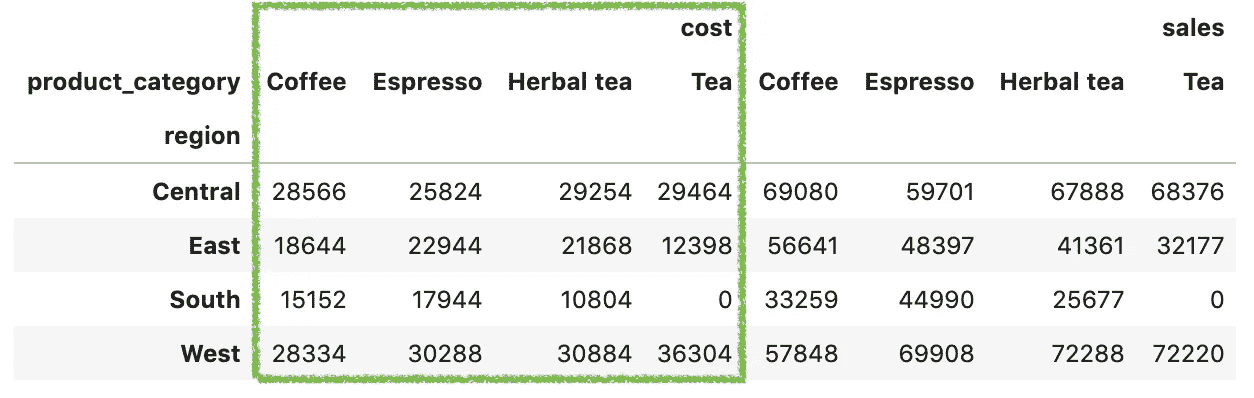 cost sales
product_category Coffee Espresso Herbal tea Tea Coffee Espresso Herbal tea Tea
region
Central 28566 25824 29254 29464 69080 59701 67888 68376
East 18644 22944 21868 12398 56641 48397 41361 32177
South 15152 17944 10804 0 33259 44990 25677 0
West 28334 30288 30884 36304 57848 69908 72288 72220